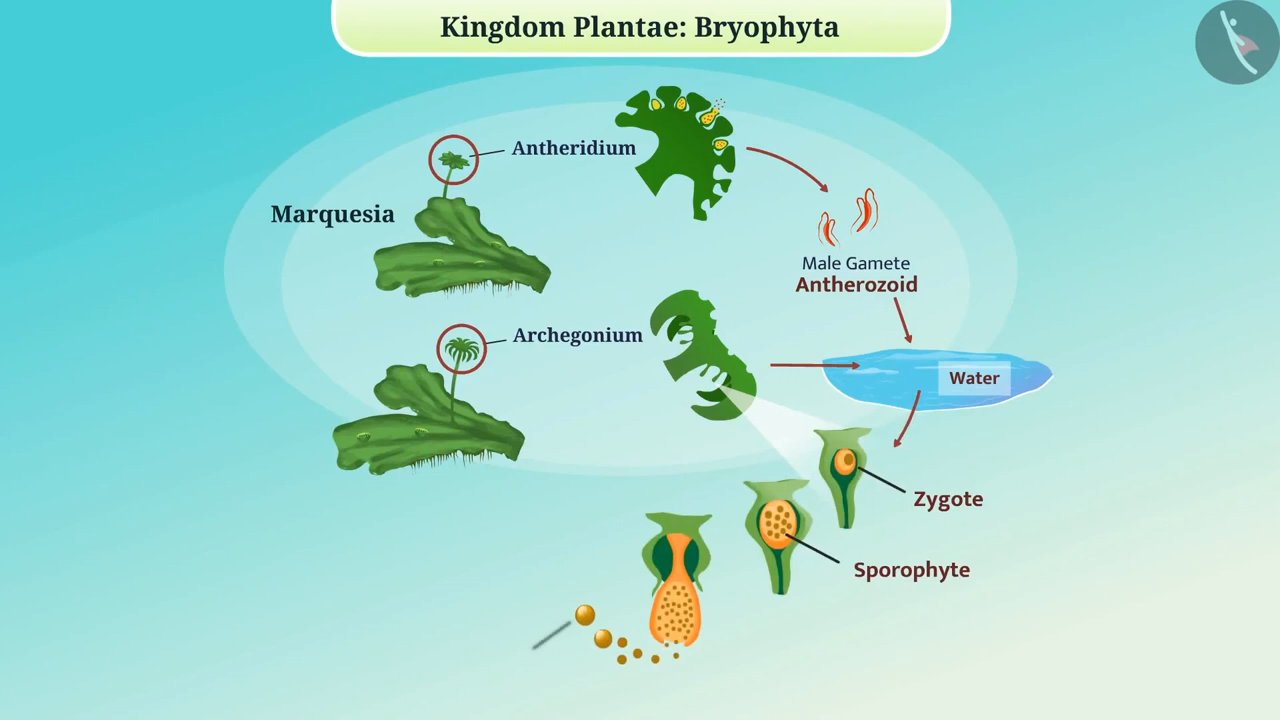 Kingdom Plantae: Bryophyta
Antheridium
Marquesia
Male Gamete
Antherozoid
Archegonium
Water
Zygote
Sporophyte